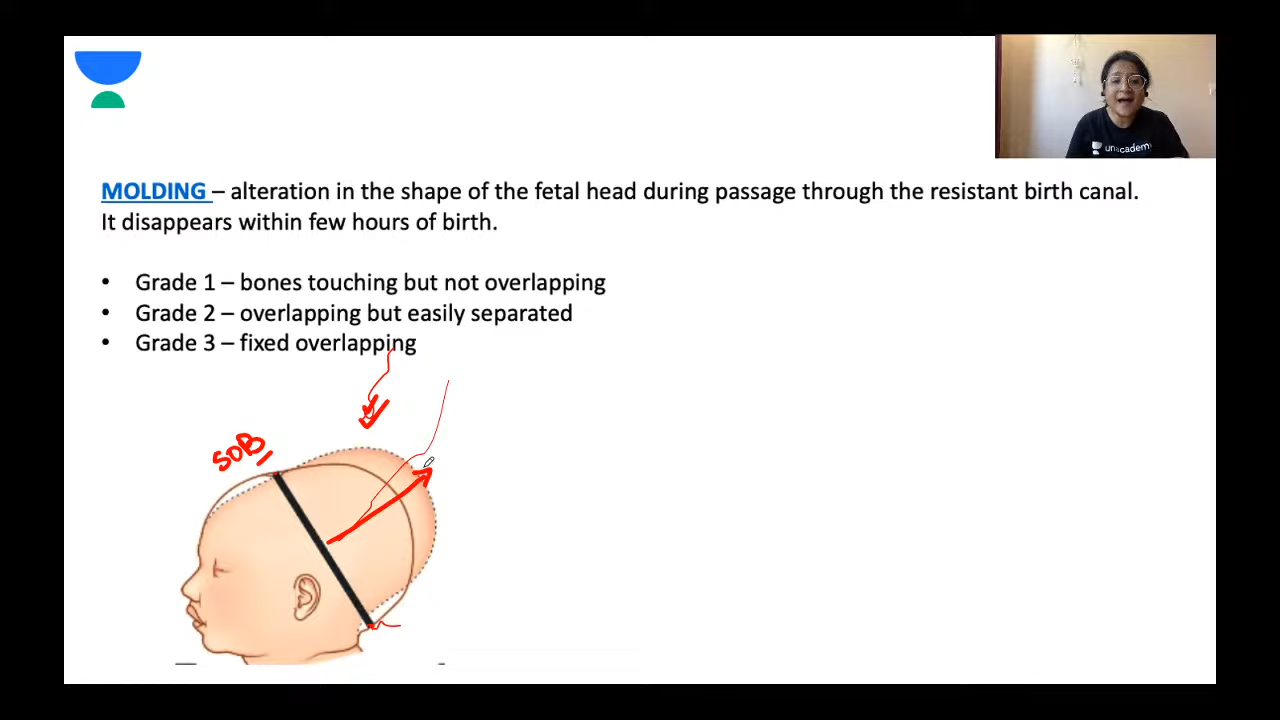 unacademy
MOLDING – alteration in the shape of the fetal head during passage through the resistant birth canal.
It disappears within few hours of birth.
• Grade 1 – bones touching but not overlapping
• Grade 2 – overlapping but easily separated
• Grade 3 – fixed overlapping
SOB